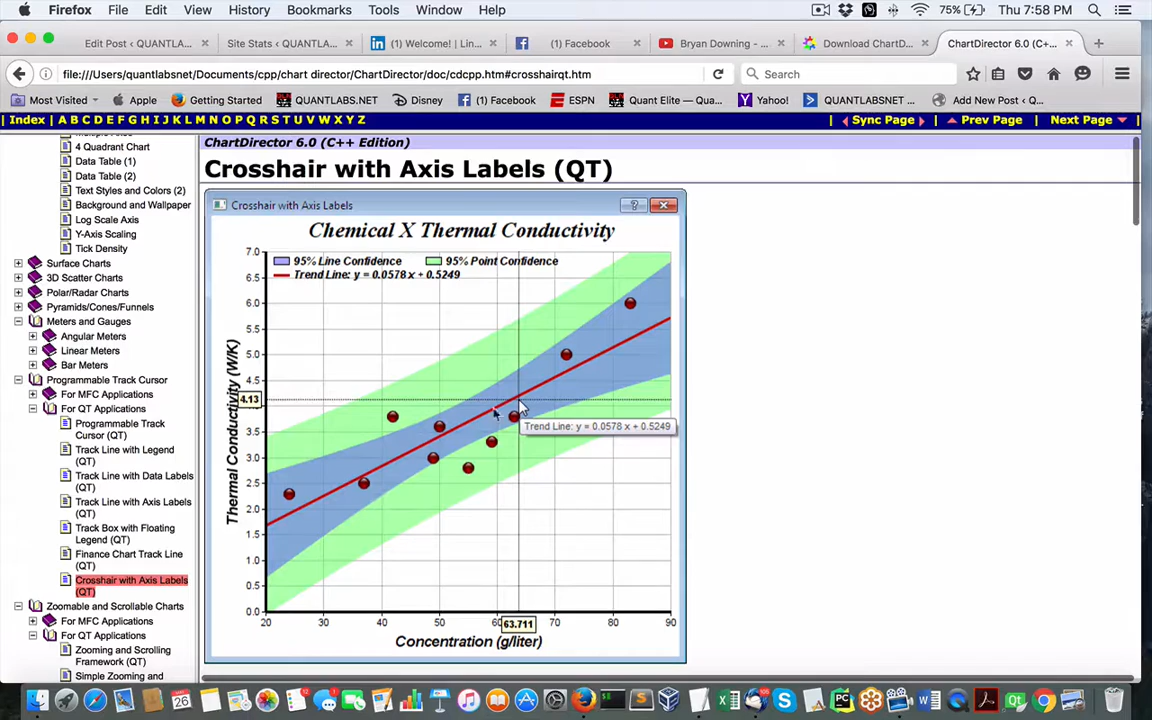 Firefox File Edit View History Bookmarks Tools Window Help 75% Thu 7:58 PM
Edit Post ‹ QUANTLA... Site Stats ‹ QUANTLA... (1) Welcome! | Lin... (1) Facebook Bryan Downing - ... Download ChartD... ChartDirector 6.0 (C+...
file:///Users/quantlabsnet/Documents/cpp/chart director/ChartDirector/doc/cdcpp.htm#crosshairqt.htm Search
Most Visited Apple Getting Started QUANTLABS.NET Disney (1) Facebook ESPN Quant Elite — Qua... Yahoo! QUANTLABSNET ... Add New Post ‹ Q...
| Index | A B C D E F G H I J K L M N O P Q R S T U V W X Y Z | Sync Page | Prev Page | Next Page |
Multiple Axes
4 Quadrant Chart
Data Table (1)
Data Table (2)
Text Styles and Colors (2)
Background and Wallpaper
Log Scale Axis
Y-Axis Scaling
Tick Density
Surface Charts
3D Scatter Charts
Polar/Radar Charts
Pyramids/Cones/Funnels
Meters and Gauges
Angular Meters
Linear Meters
Bar Meters
Programmable Track Cursor
For MFC Applications
For QT Applications
Programmable Track
Cursor (QT)
Track Line with Legend
(QT)
Track Line with Data Labels
(QT)
Track Line with Axis Labels
(QT)
Track Box with Floating
Legend (QT)
Finance Chart Track Line
(QT)
Crosshair with Axis Labels
(QT)
Zoomable and Scrollable Charts
For MFC Applications
For QT Applications
Zooming and Scrolling
Framework (QT)
Simple Zooming and
ChartDirector 6.0 (C++ Edition)
Crosshair with Axis Labels (QT)
Crosshair with Axis Labels
Chemical X Thermal Conductivity
95% Line Confidence 95% Point Confidence
Trend Line: y = 0.0578 x + 0.5249
Thermal Conductivity (W/K)
7.0
6.5
6.0
5.5
5.0
4.5
4.13
3.5
3.0
2.5
2.0
1.5
1.0
0.5
0.0
Trend Line: y = 0.0578 x + 0.5249
20 30 40 50 60 63.711 70 80 90
Concentration (g/liter)